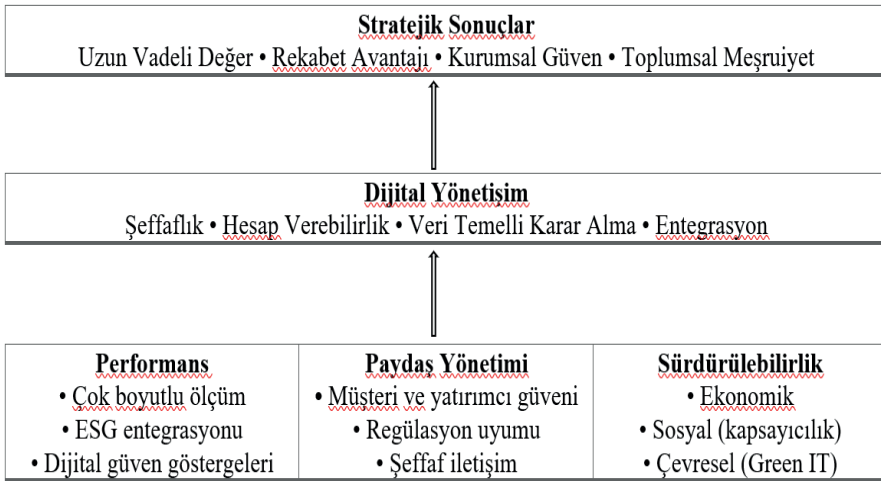 Stratejik Sonuçlar
Uzun Vadeli Değer • Rekabet Avantajı • Kurumsal Güven • Toplumsal Meşruiyet
Dijital Yönetişim
Şeffaflık • Hesap Verebilirlik • Veri Temelli Karar Alma • Entegrasyon
Performans
• Çok boyutlu ölçüm
• ESG entegrasyonu
• Dijital güven göstergeleri
Paydaş Yönetimi
• Müşteri ve yatırımcı güveni
• Regülasyon uyumu
• Şeffaf iletişim
Sürdürülebilirlik
• Ekonomik
• Sosyal (kapsayıcılık)
• Çevresel (Green IT)